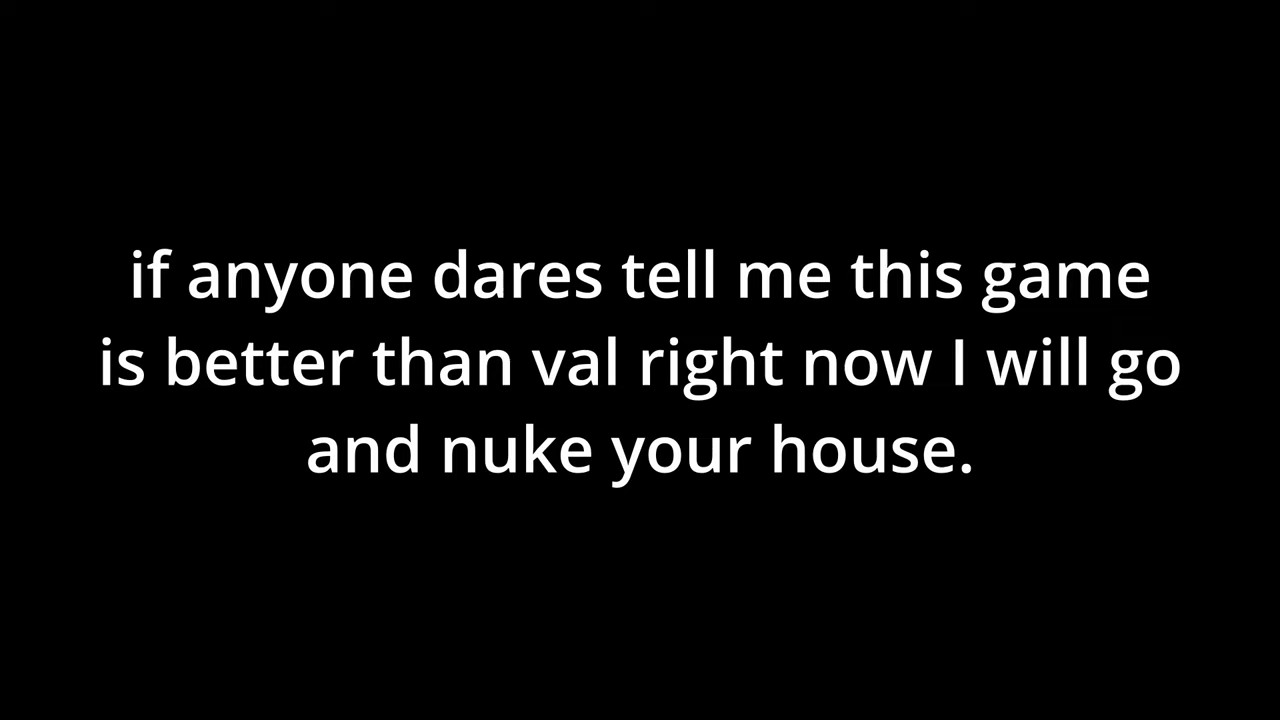 if anyone dares tell me this game
is better than val right now I will go
and nuke your house.